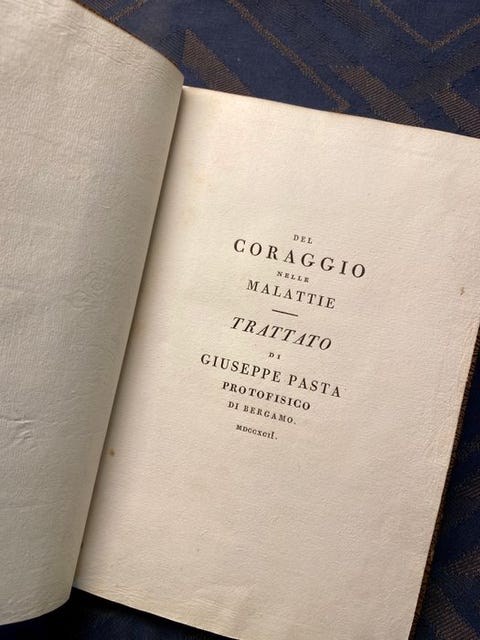 DEL
CORAGGIO
NELLE
MALATTIE
TRATTATO
DI
GIUSEPPE PASTA
PROTOFISICO
DI BERGAMO.
MDCCXCII.